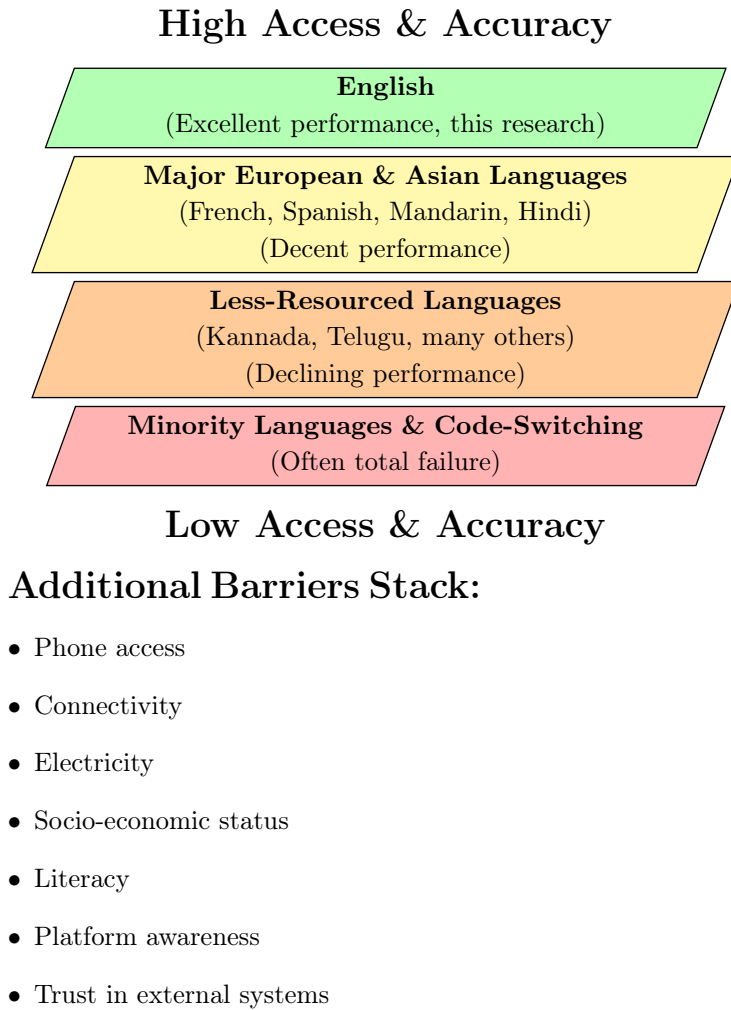 High Access & Accuracy
English
(Excellent performance, this research)
Major European & Asian Languages
(French, Spanish, Mandarin, Hindi)
(Decent performance)
Less-Resourced Languages
(Kannada, Telugu, many others)
(Declining performance)
Minority Languages & Code-Switching
(Often total failure)
Low Access & Accuracy
Additional Barriers Stack:
• Phone access
• Connectivity
• Electricity
• Socio-economic status
• Literacy
• Platform awareness
• Trust in external systems